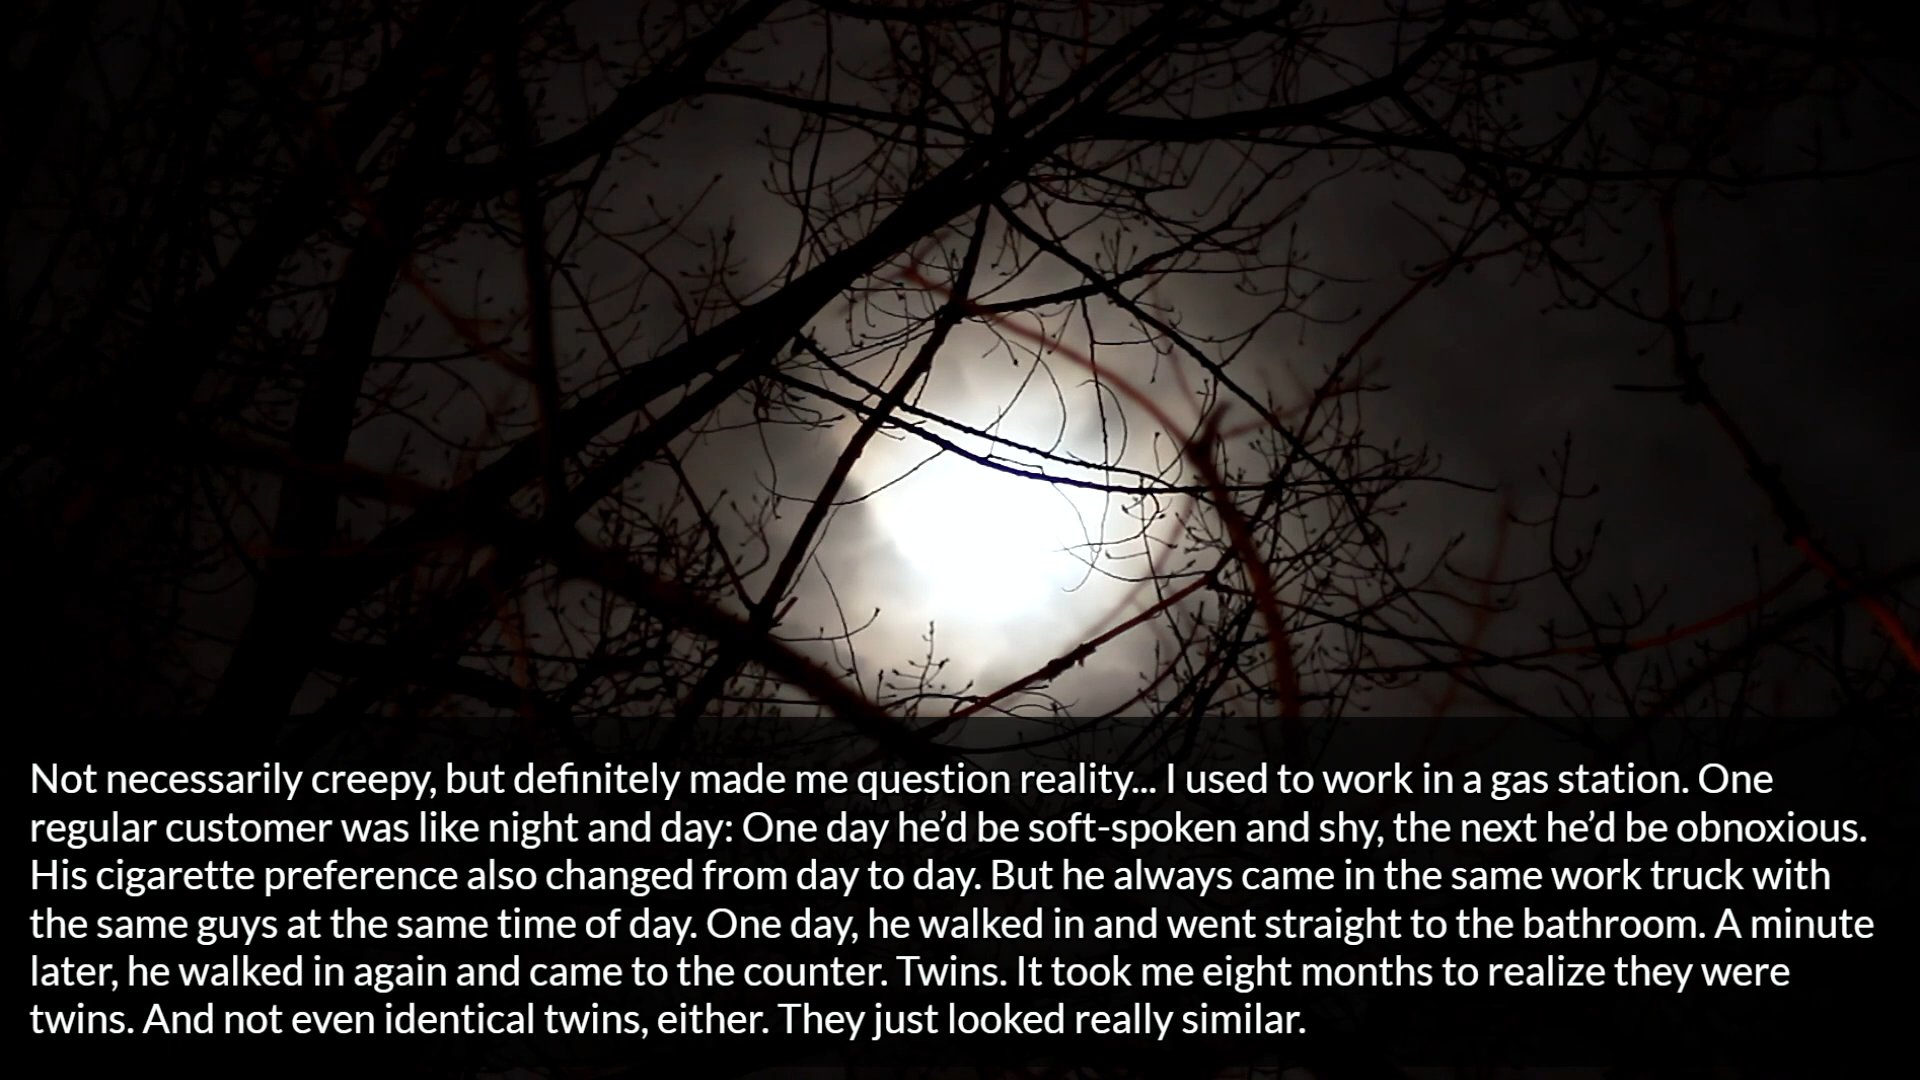 Not necessarily creepy, but definitely made me question reality... I used to work in a gas station. One
regular customer was like night and day: One day he’d be soft-spoken and shy, the next he’d be obnoxious.
His cigarette preference also changed from day to day. But he always came in the same work truck with
the same guys at the same time of day. One day, he walked in and went straight to the bathroom. A minute
later, he walked in again and came to the counter. Twins. It took me eight months to realize they were
twins. And not even identical twins, either. They just looked really similar.